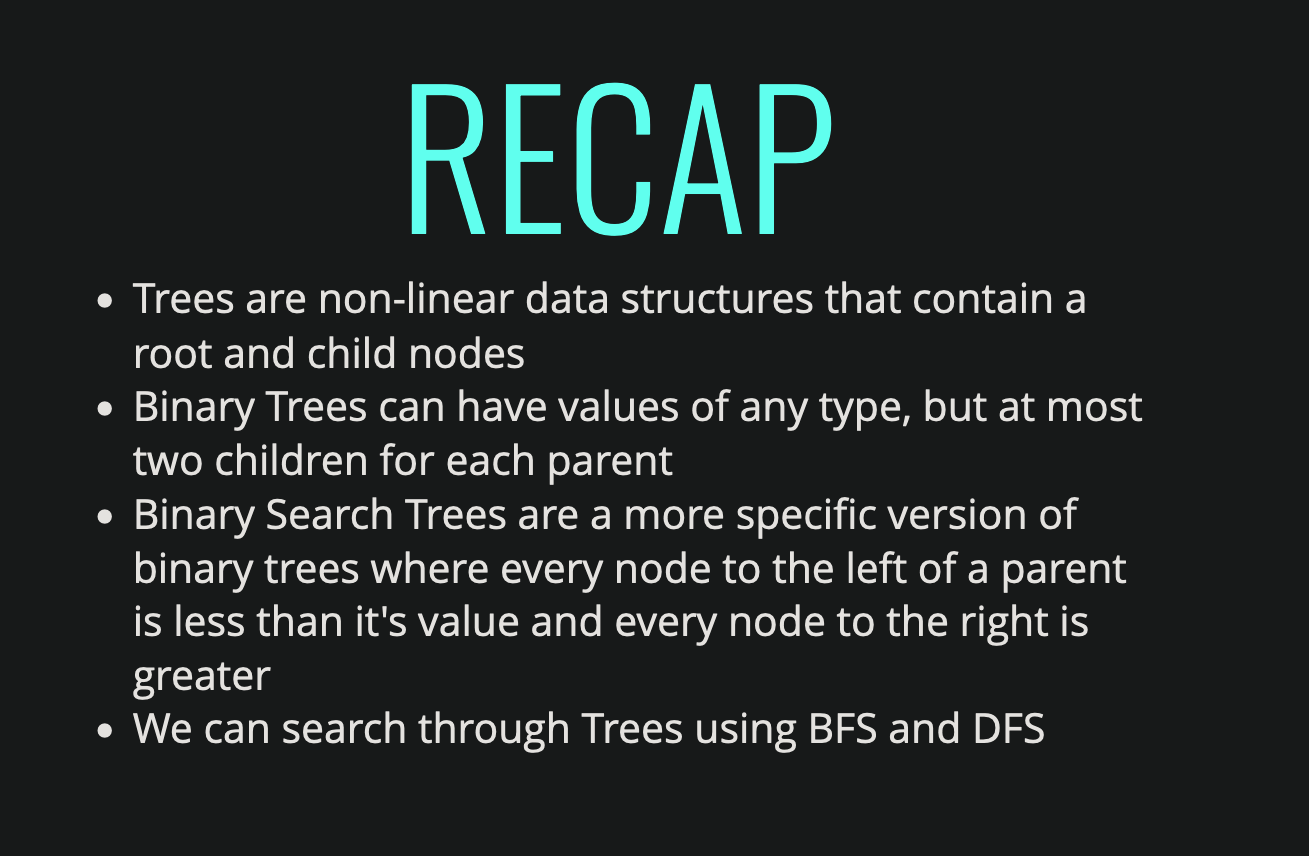 RECAP
• Trees are non-linear data structures that contain a
root and child nodes
• Binary Trees can have values of any type, but at most
two children for each parent
• Binary Search Trees are a more specific version of
binary trees where every node to the left of a parent
is less than it's value and every node to the right is
greater
• We can search through Trees using BFS and DFS